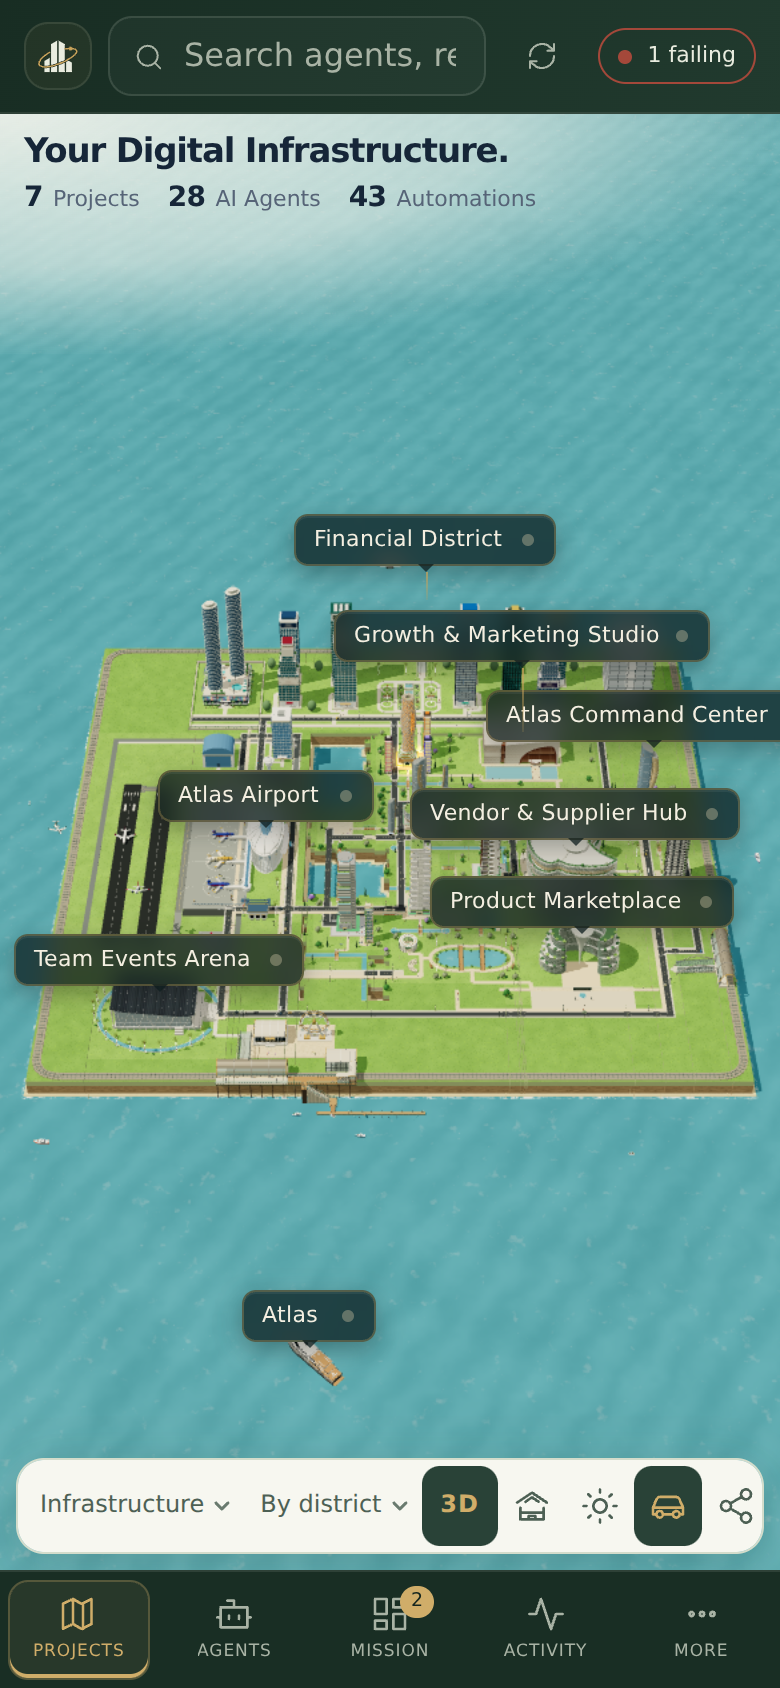 Search agents, re
1 failing
Your Digital Infrastructure.
7 Projects 28 AI Agents 43 Automations
Financial District
Growth & Marketing Studio
Atlas Command Center
Atlas Airport
Vendor & Supplier Hub
Product Marketplace
Team Events Arena
Atlas
Infrastructure By district 3D
2
PROJECTS AGENTS MISSION ACTIVITY MORE